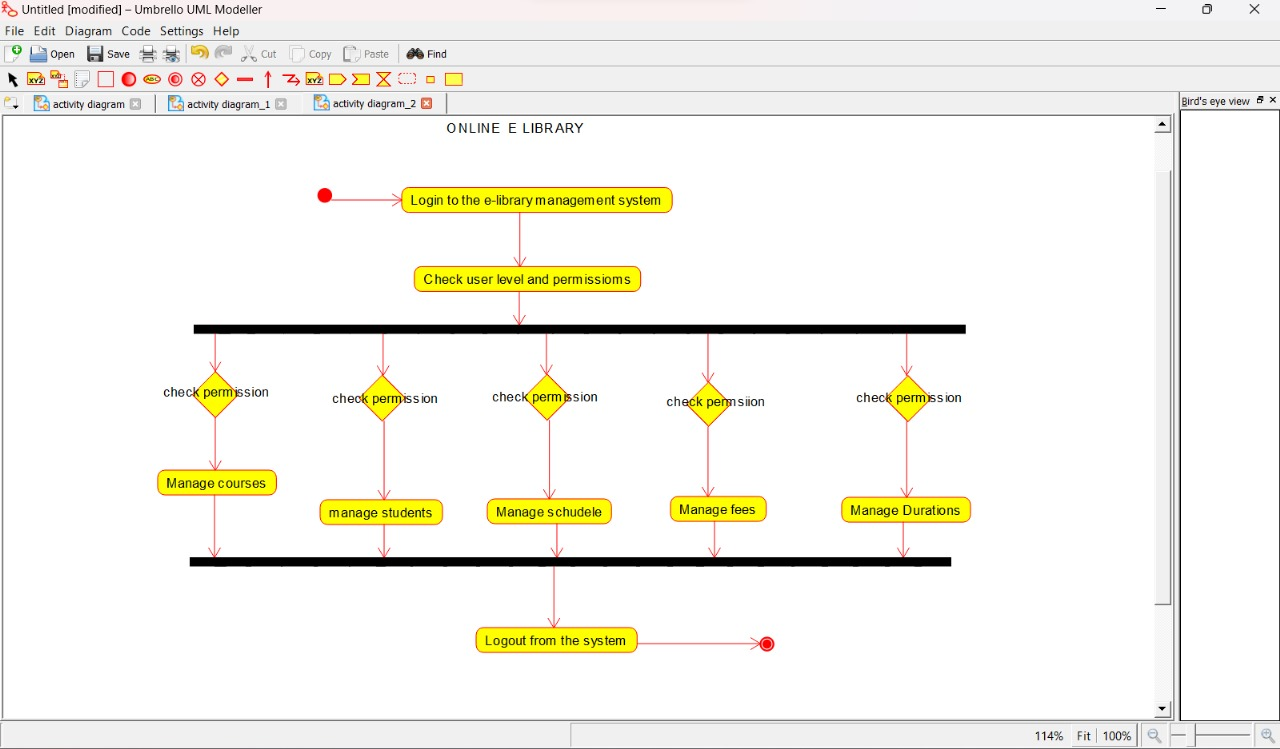 Untitled [modified] – Umbrello UML Modeller
File Edit Diagram Code Settings Help
Open Save Cut Copy Paste Find
XYZ ABC XYZ
activity diagram activity diagram_1 activity diagram_2
Bird's eye view
ONLINE E LIBRARY
Login to the e-library management system
Check user level and permissioms
check permission check permission check permission check permsiion check permission
Manage courses manage students Manage schudele Manage fees Manage Durations
Logout from the system
114% Fit 100%